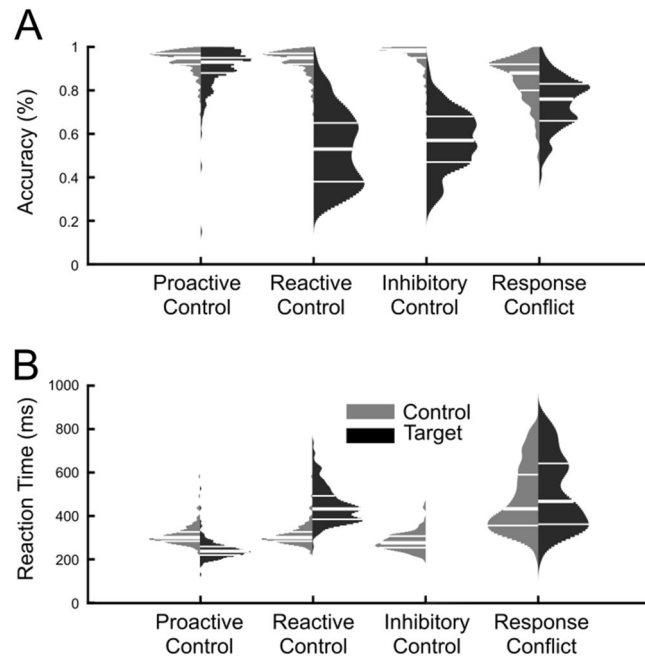 A
Accuracy (%)
1
0.8
0.6
0.4
0.2
0
Proactive Control
Reactive Control
Inhibitory Control
Response Conflict
B
Reaction Time (ms)
1000
800
600
400
200
0
Control
Target
Proactive Control
Reactive Control
Inhibitory Control
Response Conflict